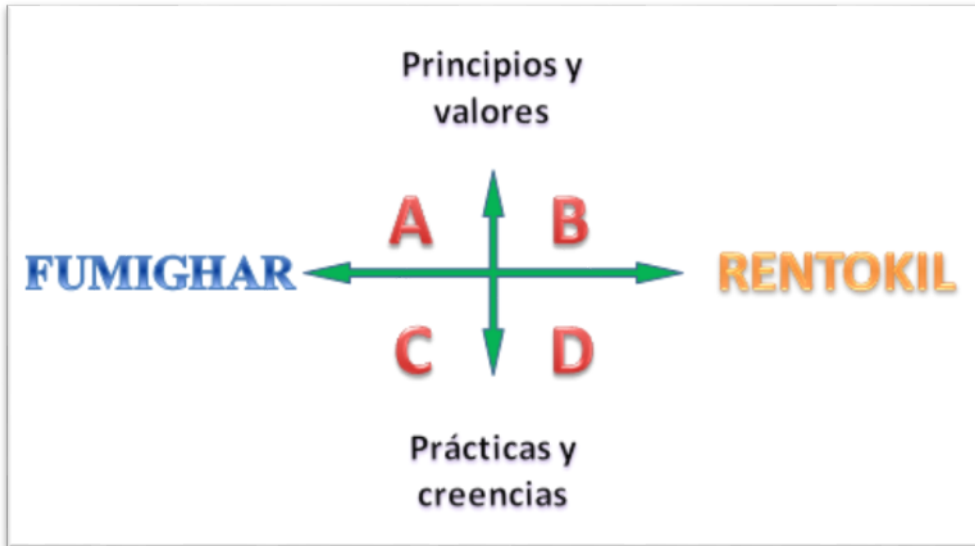 Principios y
valores
A
B
FUMIGHAR
RENTOKIL
C
D
Prácticas y
creencias